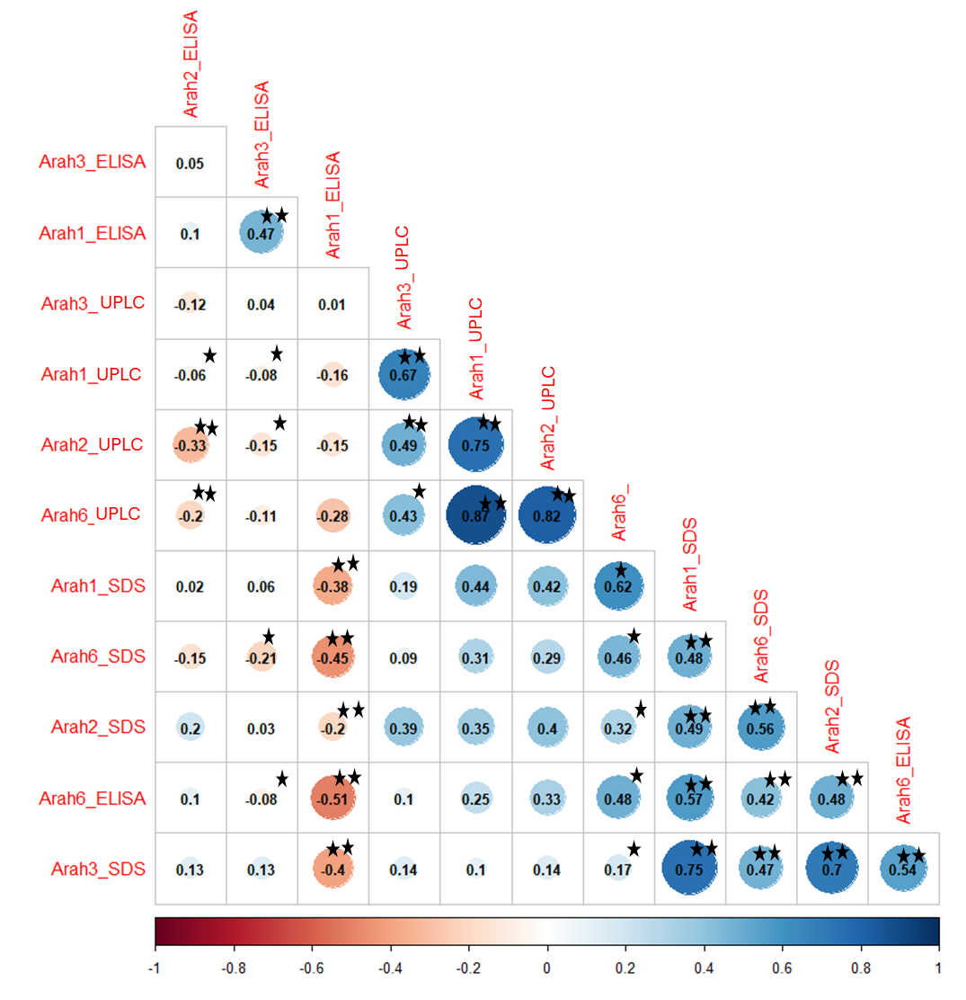 Arah2_ELISA
Arah3_ELISA
Arah3_ELISA 0.05
Arah1_ELISA
Arah1_ELISA 0.1 0.47 ★★
Arah3_UPLC
Arah3_UPLC -0.12 0.04 0.01
Arah1_UPLC
Arah1_UPLC -0.06 ★ -0.08 ★ -0.16 0.67 ★★
Arah2_UPLC
Arah2_UPLC -0.33 ★★ -0.15 ★ -0.15 0.49 ★★ 0.75 ★★
Arah6_
Arah6_UPLC -0.2 ★★ -0.11 -0.28 0.43 ★ 0.87 ★★ 0.82 ★★
Arah1_SDS
Arah1_SDS 0.02 0.06 -0.38 ★★ 0.19 0.44 0.42 0.62 ★
Arah6_SDS
Arah6_SDS -0.15 -0.21 ★ -0.45 ★★ 0.09 0.31 0.29 0.46 ★ 0.48 ★★
Arah2_SDS
Arah2_SDS 0.2 0.03 -0.2 ★★ 0.39 0.35 0.4 0.32 ★ 0.49 ★★ 0.56 ★★
Arah6_ELISA
Arah6_ELISA 0.1 -0.08 ★ -0.51 ★★ 0.1 0.25 0.33 0.48 ★ 0.57 ★★ 0.42 ★★ 0.48 ★★
Arah3_SDS 0.13 0.13 -0.4 ★★ 0.14 0.1 0.14 0.17 ★ 0.75 ★★ 0.47 ★★ 0.7 ★★ 0.54 ★★
-1 -0.8 -0.6 -0.4 -0.2 0 0.2 0.4 0.6 0.8 1